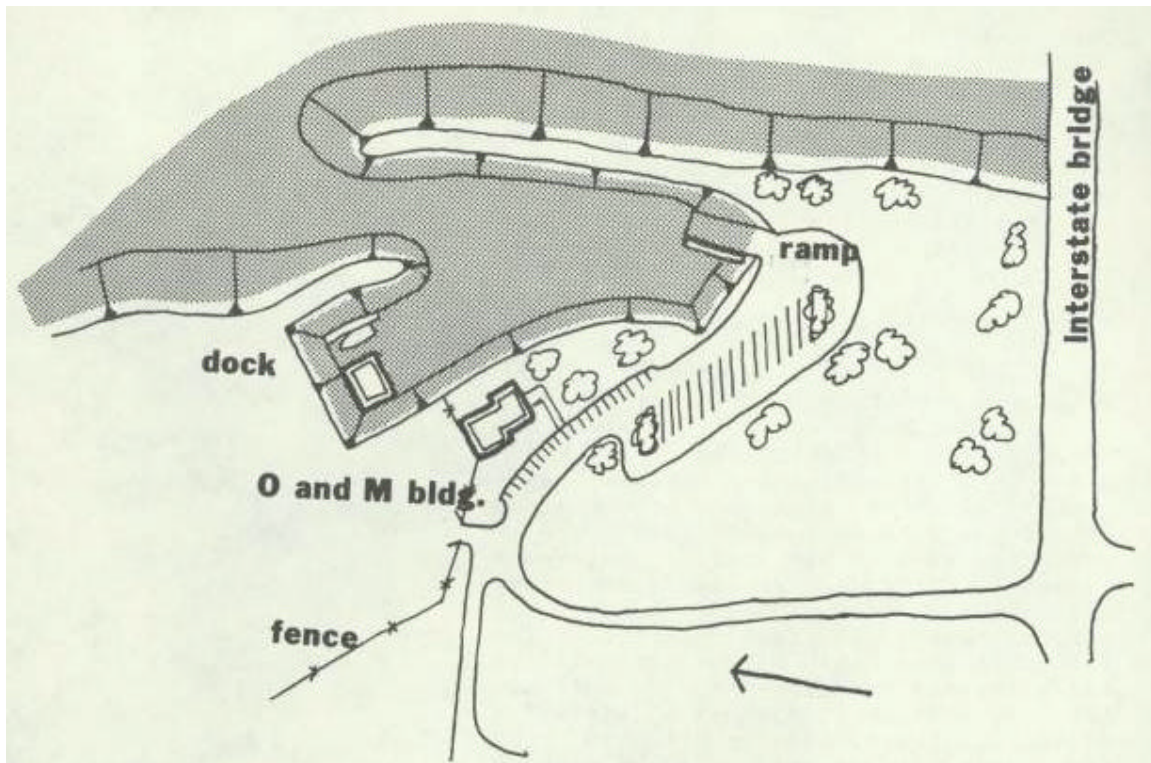 Interstate bridge
ramp
dock
O and M bldg.
fence